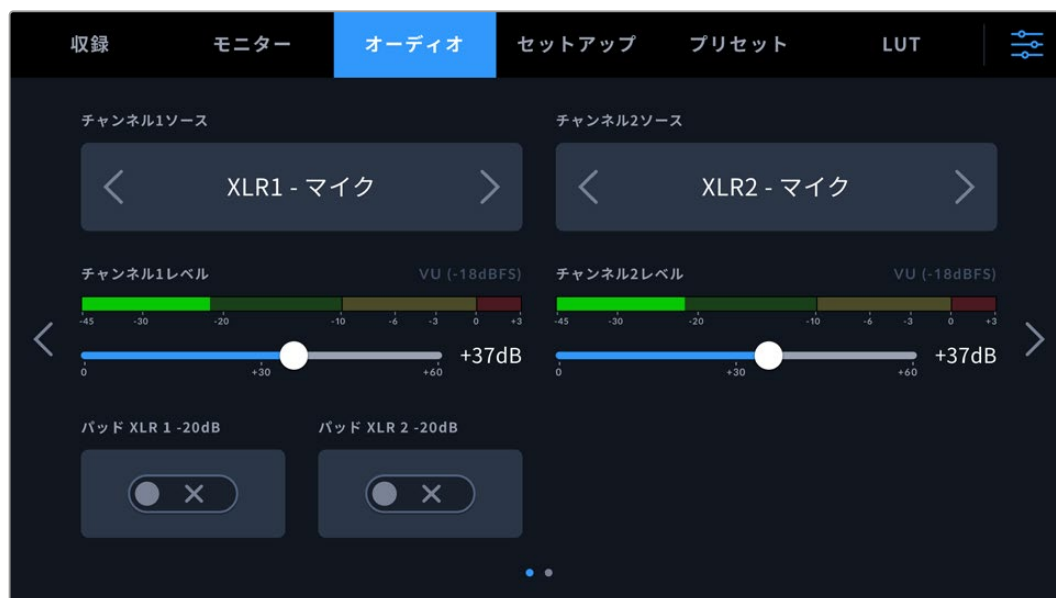 収録 モニター オーディオ セットアップ プリセット LUT
チャンネル1ソース チャンネル2ソース
XLR1 - マイク XLR2 - マイク
チャンネル1レベル VU (-18dBFS) チャンネル2レベル VU (-18dBFS)
-45 -30 -20 -10 -6 -3 0 +3 -45 -30 -20 -10 -6 -3 0 +3
+37dB +37dB
0 +30 +60 0 +30 +60
パッド XLR 1 -20dB パッド XLR 2 -20dB